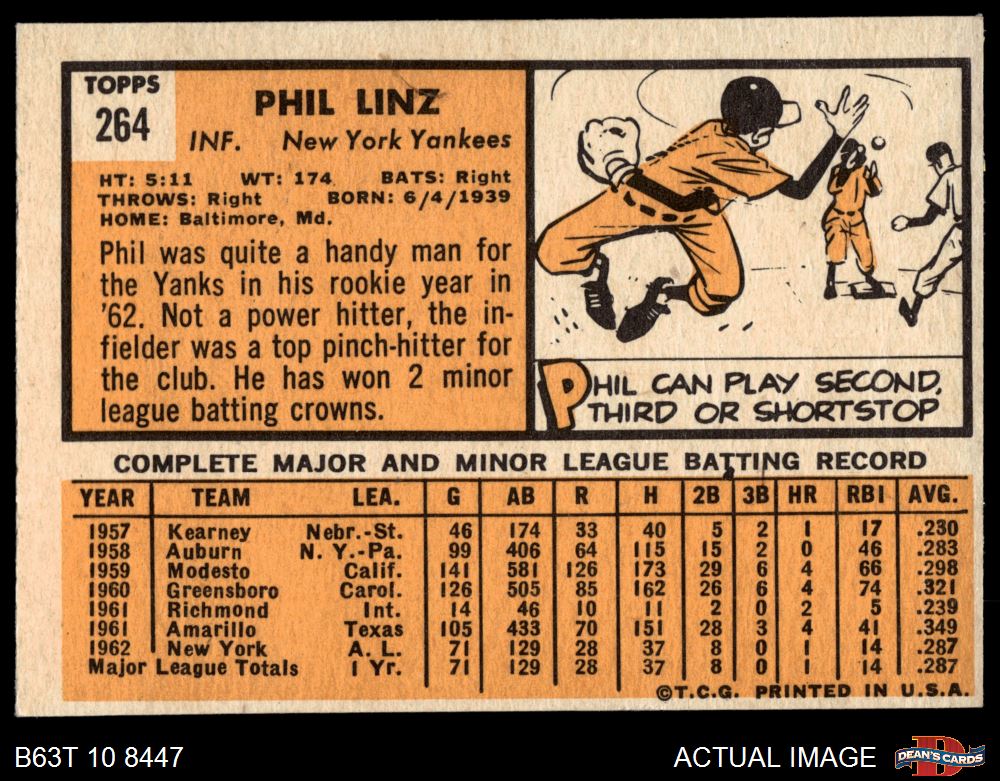 TOPPS
264
PHIL LINZ
INF. New York Yankees
HT: 5:11 WT: 174 BATS: Right
THROWS: Right BORN: 6/4/1939
HOME: Baltimore, Md.
Phil was quite a handy man for
the Yanks in his rookie year in
'62. Not a power hitter, the in-
fielder was a top pinch-hitter for
the club. He has won 2 minor
league batting crowns.
PHIL CAN PLAY SECOND,
THIRD OR SHORTSTOP
COMPLETE MAJOR AND MINOR LEAGUE BATTING RECORD
YEAR TEAM LEA. G AB R H 2B 3B HR RBI AVG.
1957 Kearney Nebr.-St. 46 174 33 40 5 2 1 17 .230
1958 Auburn N. Y.-Pa. 99 406 64 115 15 2 0 46 .283
1959 Modesto Calif. 141 581 126 173 29 6 4 66 .298
1960 Greensboro Carol. 126 505 85 162 26 6 4 74 .321
1961 Richmond Int. 14 46 10 11 2 0 2 5 .239
1961 Amarillo Texas 105 433 70 151 28 3 4 41 .349
1962 New York A. L. 71 129 28 37 8 0 1 14 .287
Major League Totals 1 Yr. 71 129 28 37 8 0 1 14 .287
©T.C.G. PRINTED IN U.S.A.
B63T 10 8447 ACTUAL IMAGE
D
DEAN'S CARDS